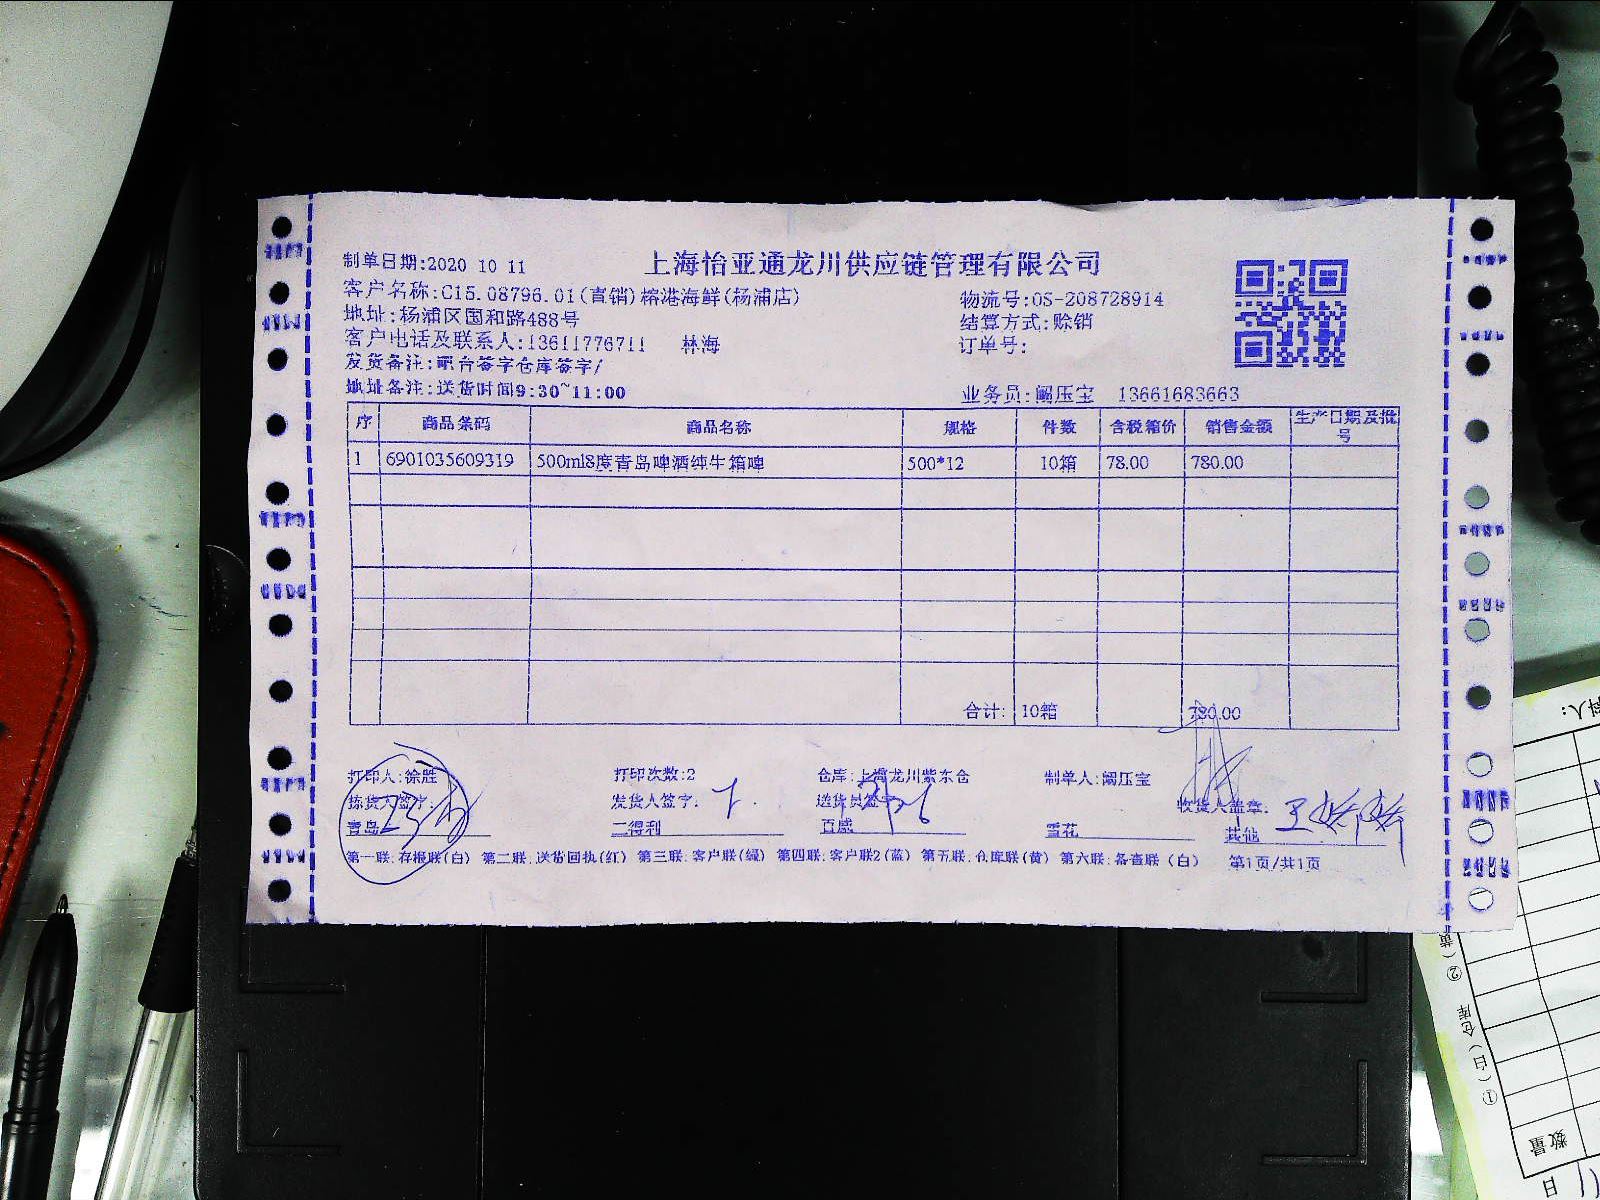 上海怡亚通龙川供应链管理有限公司
制单日期:2020 10 11
客户名称:C15.08796.01(直销)榕港海鲜(杨浦店)
物流号:OS-208728914
地址:杨浦区国和路488号
结算方式:赊销
客户电话及联系人:13611776711 林海
订单号:
发货备注:职台签字仓库签字/
地址备注:送货时间9:30~11:00
业务员:阚压宝 13661683663
序 商品条码 商品名称 规格 件数 含税箱价 销售金额 生产日期及批号
1 6901035609319 500ml8度青岛啤酒纯生箱啤 500*12 10箱 78.00 780.00
合计: 10箱 780.00
打印人:徐胜 打印次数:2 仓库:上海龙川紫东仓 制单人:阚压宝
拣货人签字: 发货人签字: 送货员签字: 收货人盖章:
青岛 三得利 百威 雪花 其他
第一联:存根联(白) 第二联:送货回执(红) 第三联:客户联(绿) 第四联:客户联2(蓝) 第五联:仓库联(黄) 第六联:备查联(白) 第1页/共1页
数量